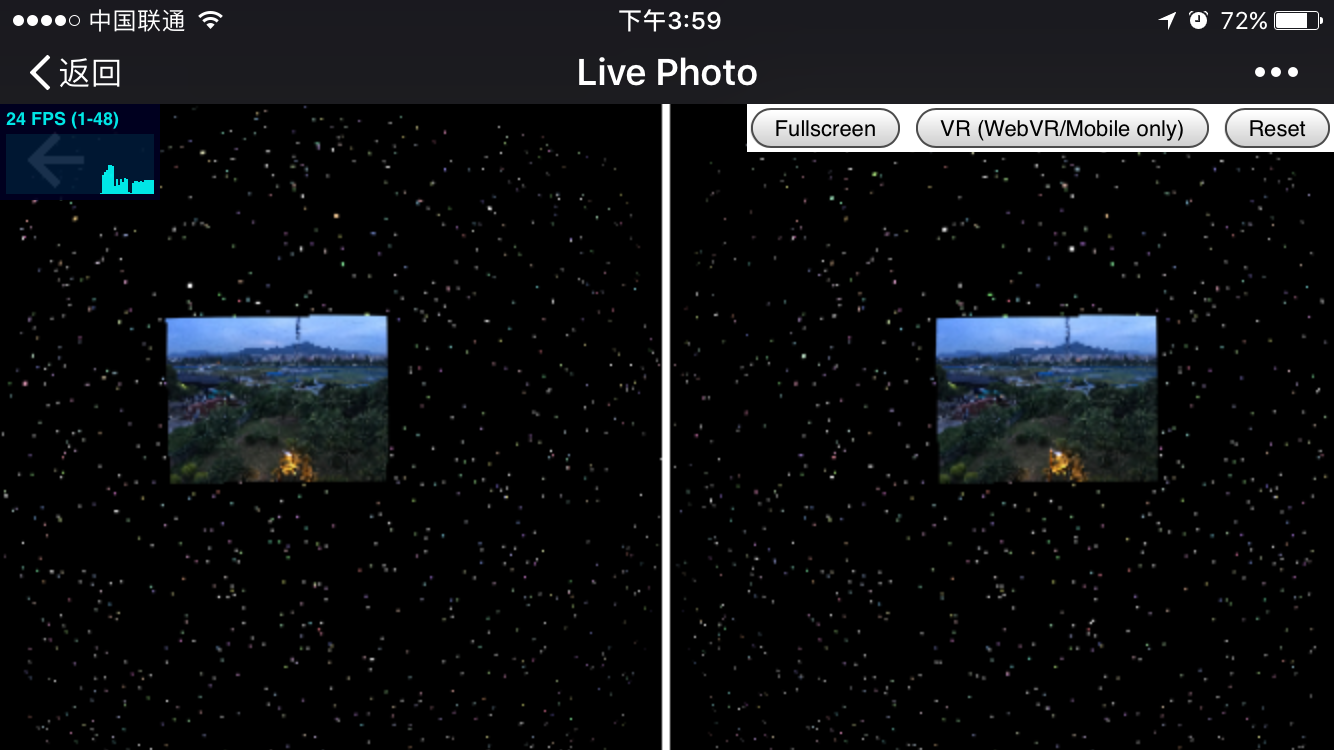 中国联通 下午3:59 72%
返回 Live Photo
24 FPS (1-48) Fullscreen VR (WebVR/Mobile only) Reset